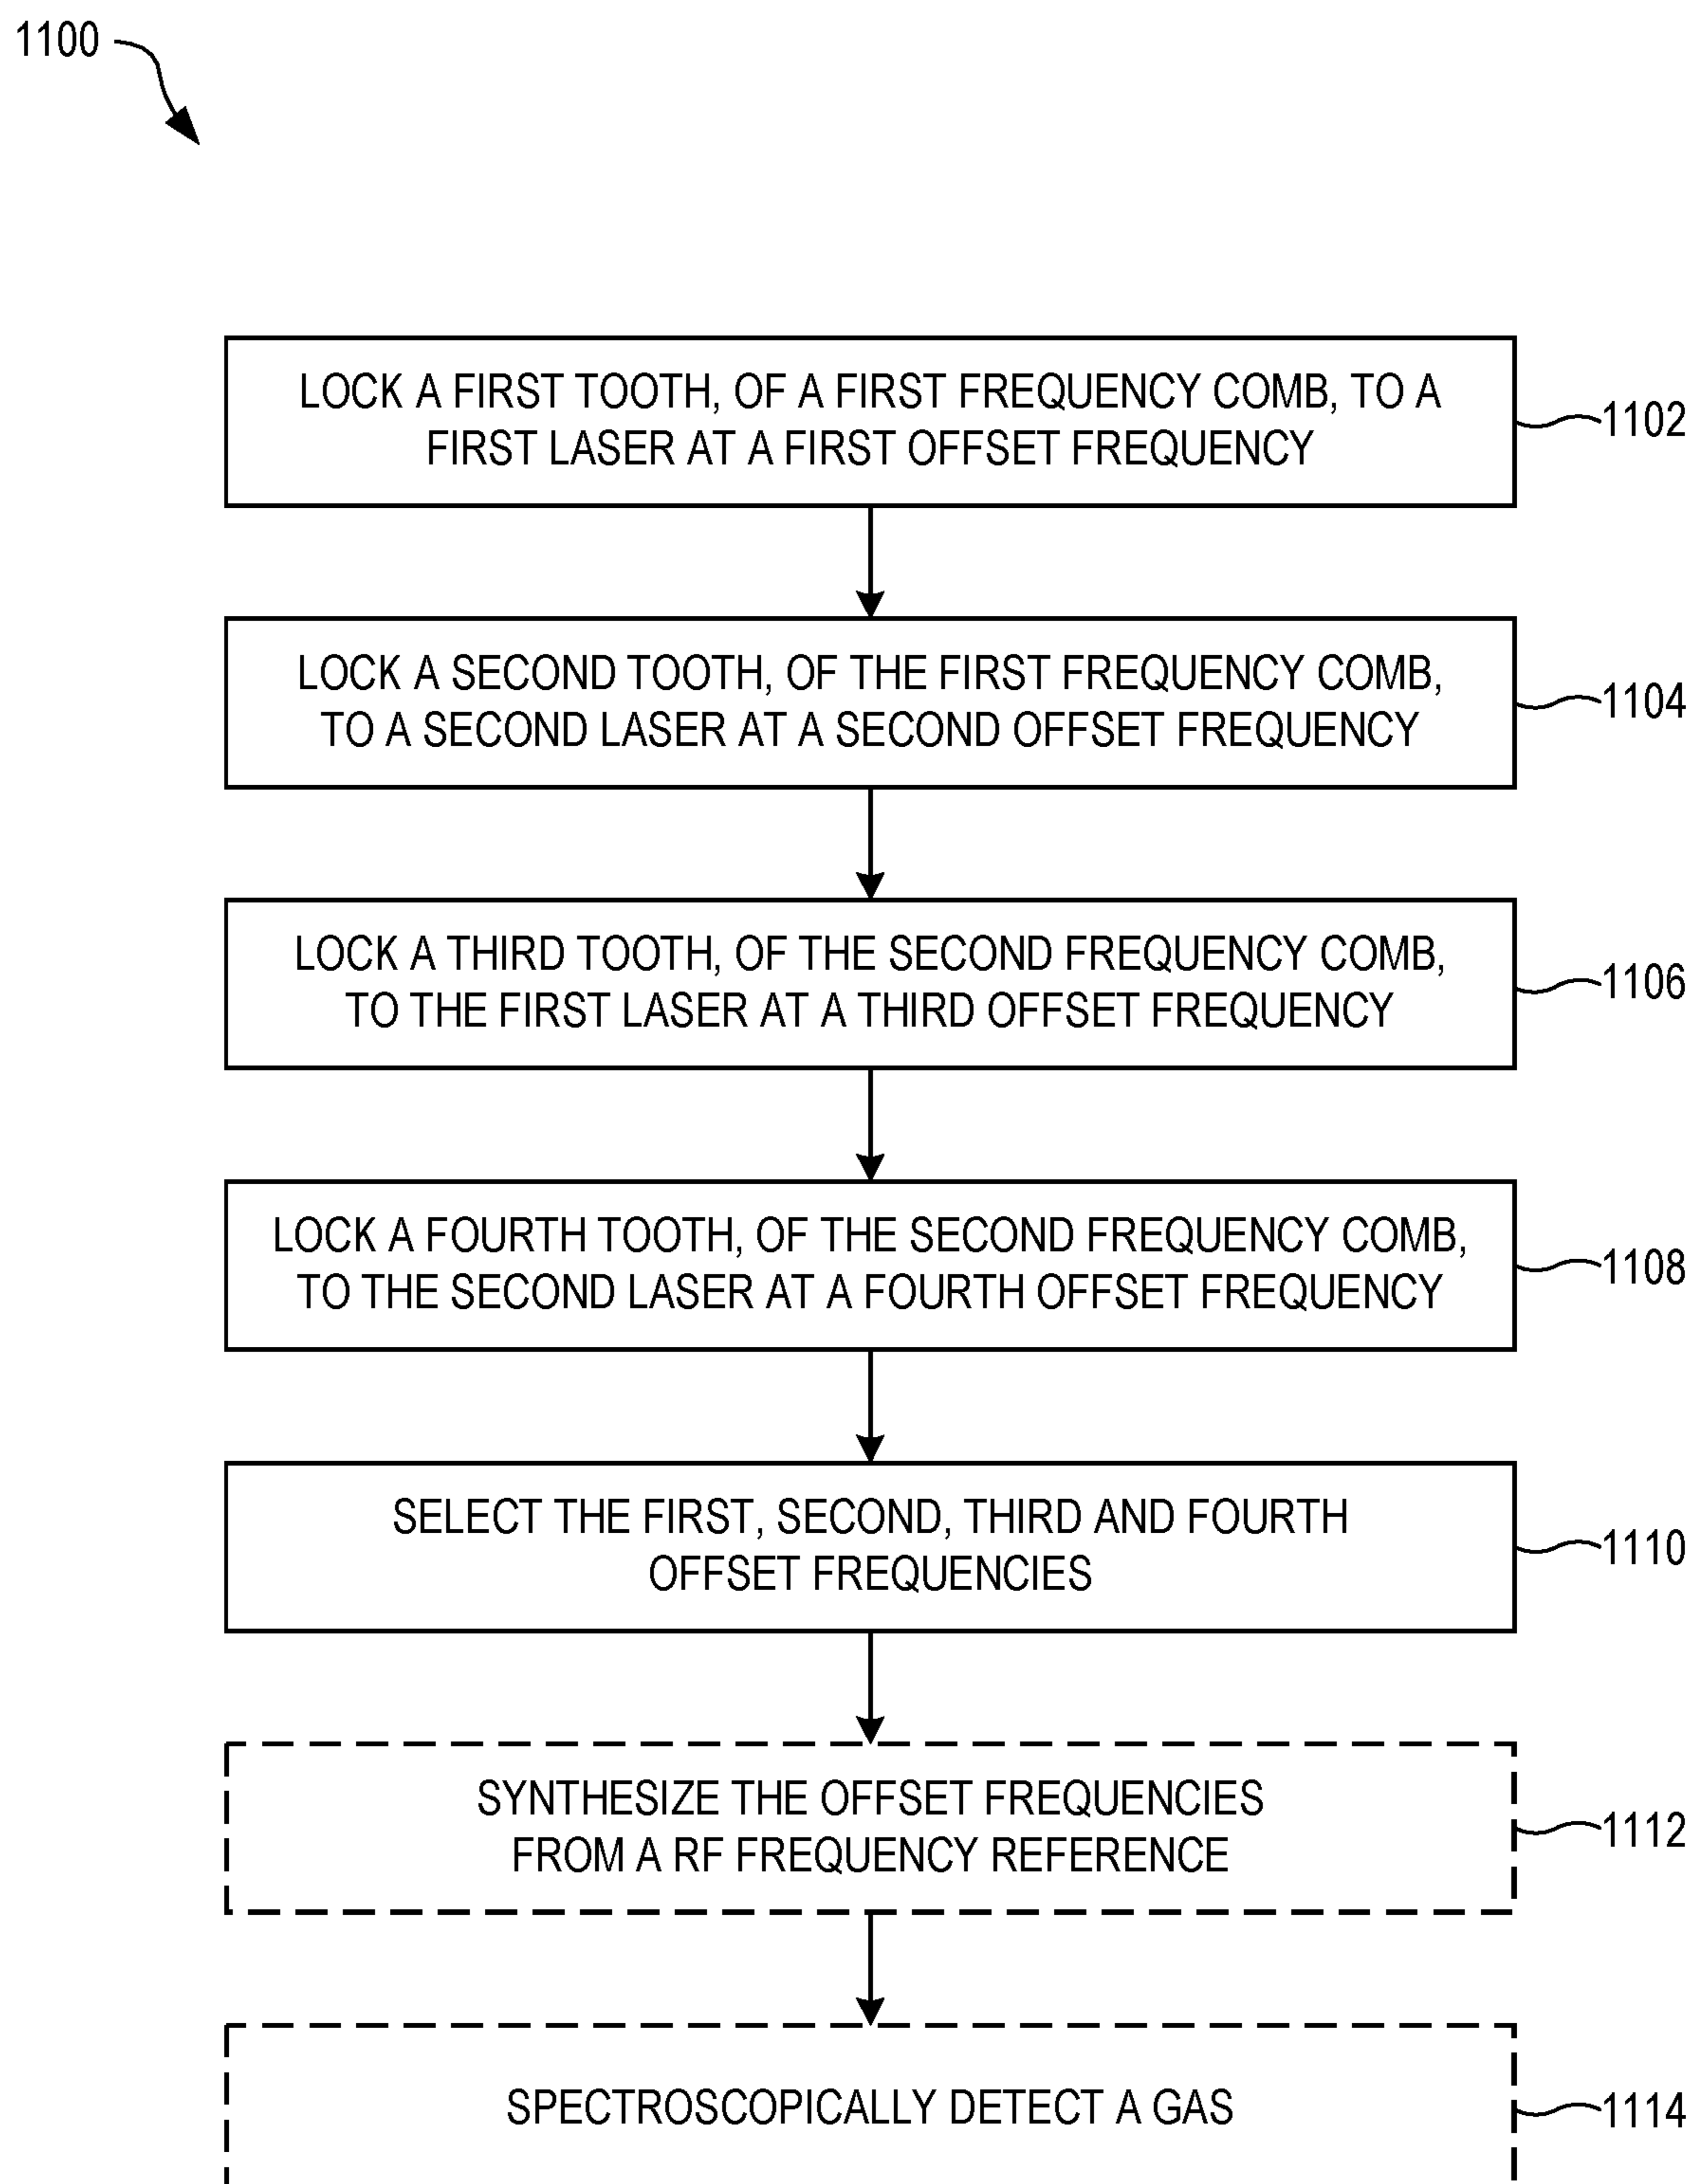 1100
LOCK A FIRST TOOTH, OF A FIRST FREQUENCY COMB, TO A
FIRST LASER AT A FIRST OFFSET FREQUENCY
1102
LOCK A SECOND TOOTH, OF THE FIRST FREQUENCY COMB,
TO A SECOND LASER AT A SECOND OFFSET FREQUENCY
1104
LOCK A THIRD TOOTH, OF THE SECOND FREQUENCY COMB,
TO THE FIRST LASER AT A THIRD OFFSET FREQUENCY
1106
LOCK A FOURTH TOOTH, OF THE SECOND FREQUENCY COMB,
TO THE SECOND LASER AT A FOURTH OFFSET FREQUENCY
1108
SELECT THE FIRST, SECOND, THIRD AND FOURTH
OFFSET FREQUENCIES
1110
SYNTHESIZE THE OFFSET FREQUENCIES
FROM A RF FREQUENCY REFERENCE
1112
SPECTROSCOPICALLY DETECT A GAS
1114